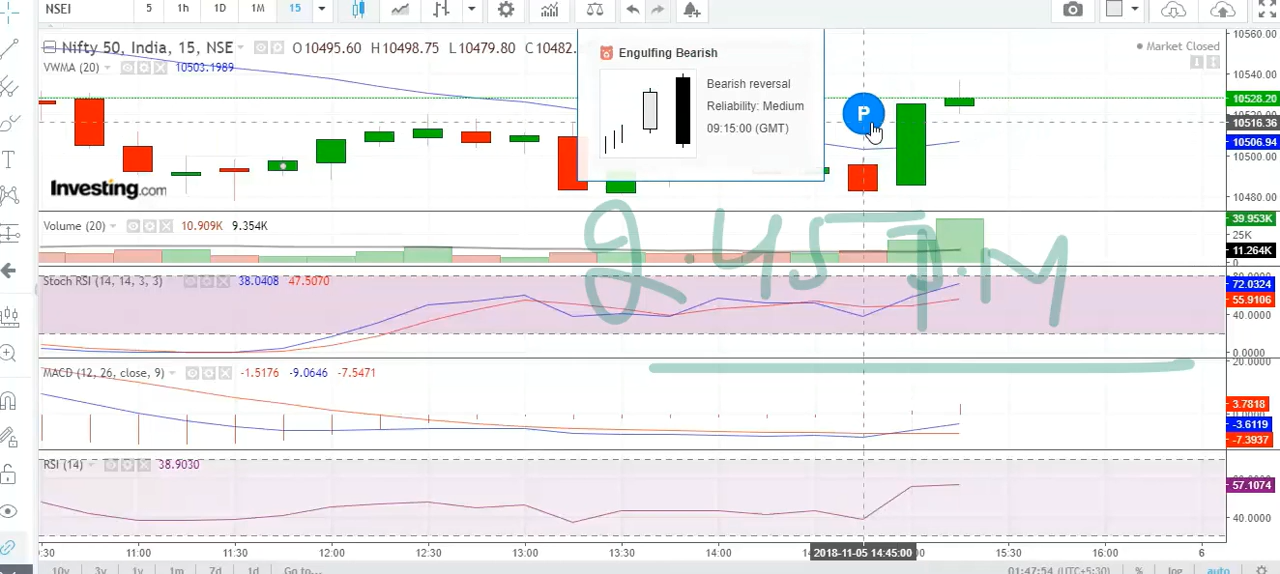 NSEI 5 1h 1D 1M 15
Nifty 50, India, 15, NSE O10495.60 H10498.75 L10479.80 C10482.
VWMA (20) 10503.1989
Engulfing Bearish
Bearish reversal
Reliability: Medium
09:15:00 (GMT)
P
Market Closed
10560.00
10540.00
10528.20
10516.36
10506.94
10500.00
10480.00
Investing.com
Volume (20) 10.909K 9.354K
39.953K
25K
11.264K
0
2.45 P.M
Stoch RSI (14, 14, 3, 3) 38.0408 47.5070
72.0324
55.9106
40.0000
0.0000
MACD (12, 26, close, 9) -1.5176 -9.0646 -7.5471
20.0000
3.7818
-3.6119
-7.3937
RSI (14) 38.9030
57.1074
40.0000
:30 11:00 11:30 12:00 12:30 13:00 13:30 14:00 2018-11-05 14:45:00 15:30 16:00 6
10y 3y 1y 1m 7d 1d Go to... 01:47:54 (UTC+5:30) % log auto